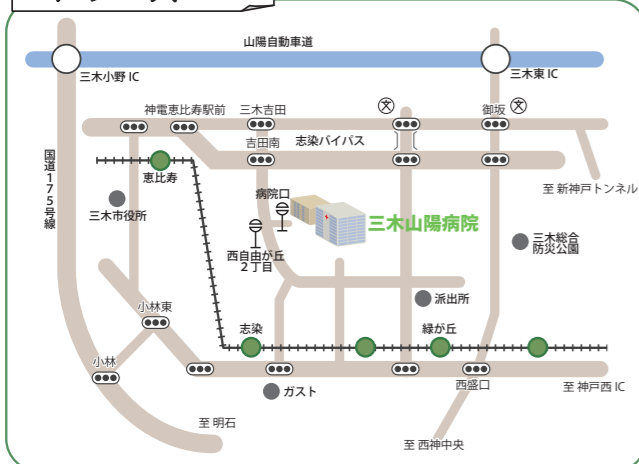 山陽自動車道
三木小野 IC
三木東 IC
神電恵比寿駅前
三木吉田
文
御坂
文
吉田南
志染バイパス
国道175号線
恵比寿
至 新神戸トンネル
三木市役所
病院口
三木山陽病院
西自由が丘
2丁目
三木総合
防災公園
小林東
派出所
志染
緑が丘
小林
ガスト
西盛口
至 神戸西 IC
至 明石
至 西神中央